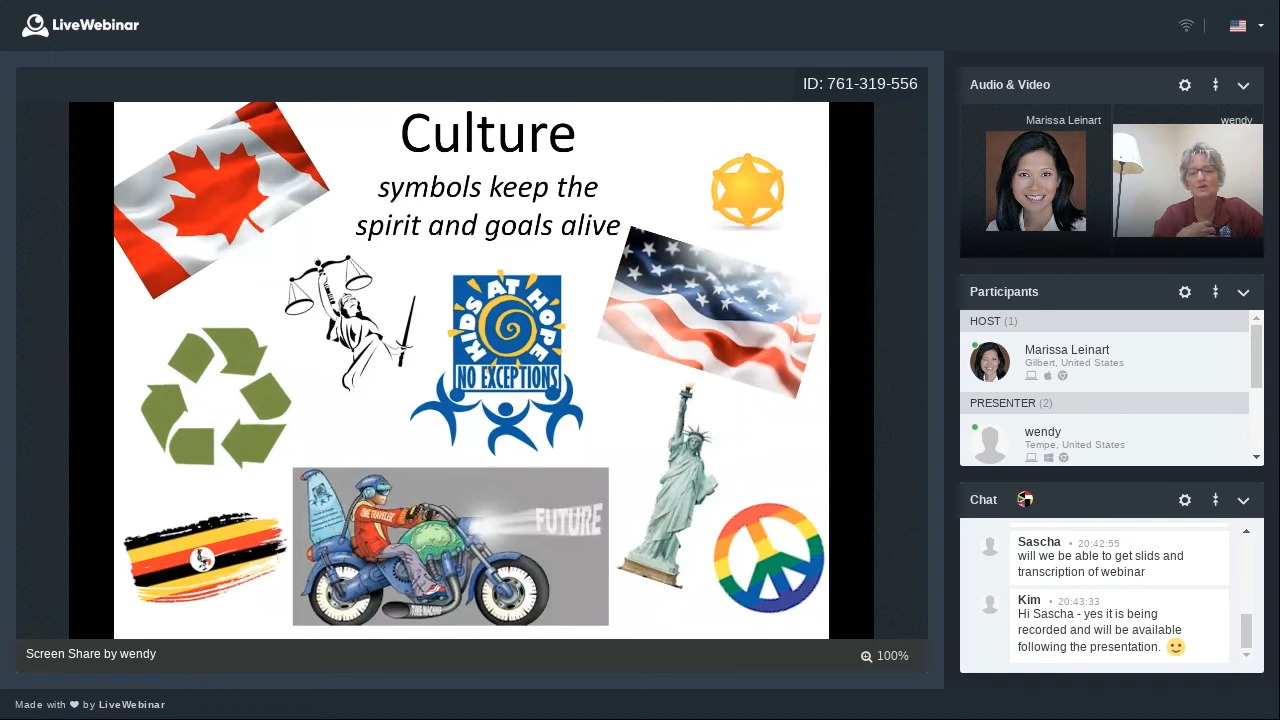 LiveWebinar
ID: 761-319-556
Culture
symbols keep the
spirit and goals alive
KIDS AT HOPE
NO EXCEPTIONS
TIME TRAVELER
FUTURE
TIME MACHINE
Screen Share by wendy
100%
Audio & Video
Marissa Leinart
wendy
Participants
HOST (1)
Marissa Leinart
Gilbert, United States
PRESENTER (2)
wendy
Tempe, United States
Chat
Sascha • 20:42:55
will we be able to get slids and
transcription of webinar
Kim • 20:43:33
Hi Sascha - yes it is being
recorded and will be available
following the presentation.
Made with ❤ by LiveWebinar